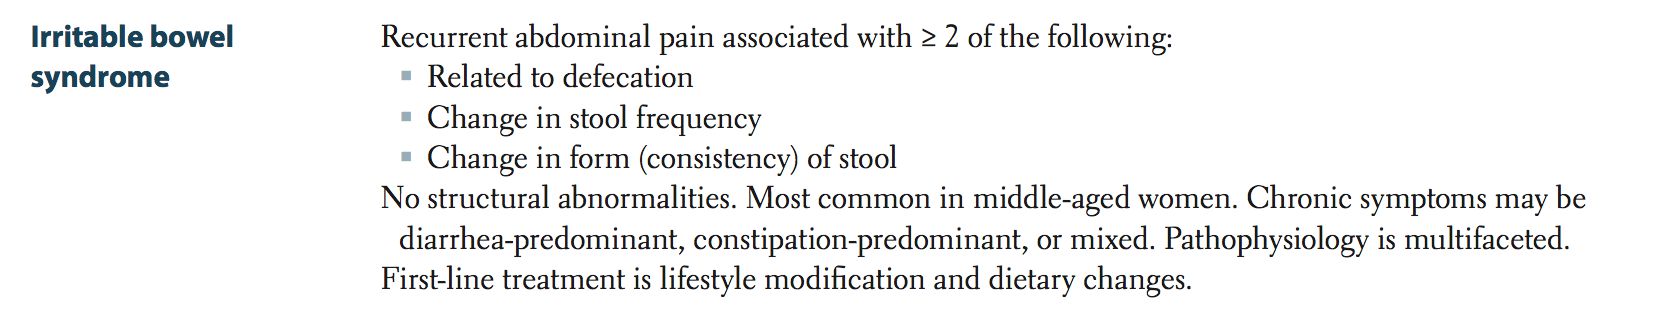 Irritable bowel
syndrome
Recurrent abdominal pain associated with ≥ 2 of the following:
▪ Related to defecation
▪ Change in stool frequency
▪ Change in form (consistency) of stool
No structural abnormalities. Most common in middle-aged women. Chronic symptoms may be
diarrhea-predominant, constipation-predominant, or mixed. Pathophysiology is multifaceted.
First-line treatment is lifestyle modification and dietary changes.